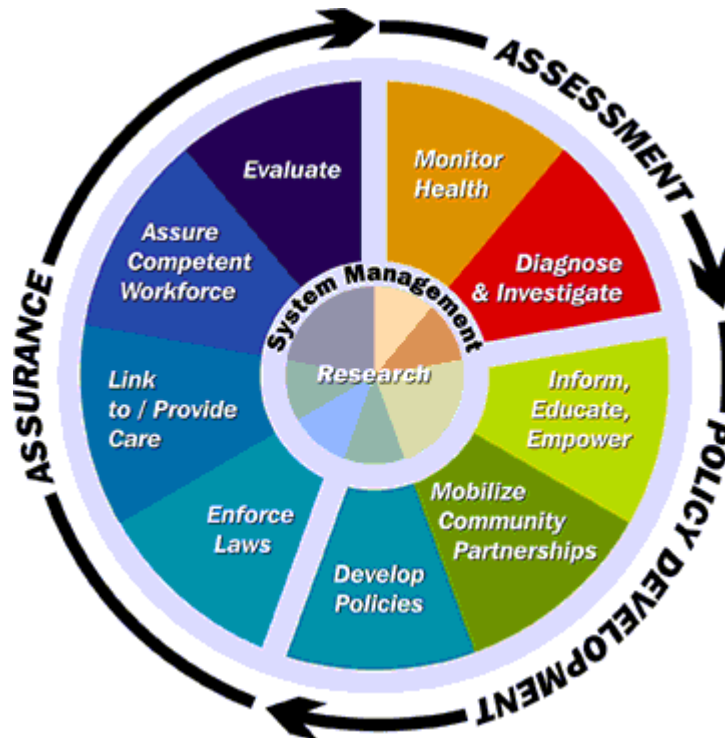 ASSESSMENT
POLICY DEVELOPMENT
ASSURANCE
Monitor
Health
Diagnose
& Investigate
Inform,
Educate,
Empower
Mobilize
Community
Partnerships
Develop
Policies
Enforce
Laws
Link
to / Provide
Care
Assure
Competent
Workforce
Evaluate
System Management
Research